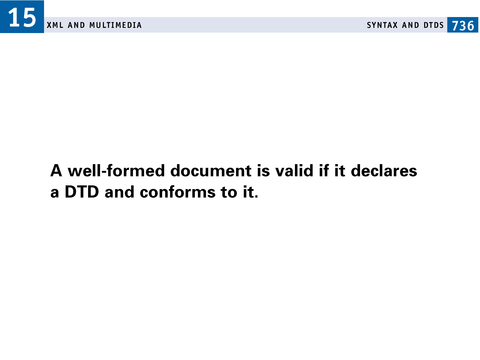 15 XML AND MULTIMEDIA SYNTAX AND DTDS 736
A well-formed document is valid if it declares
a DTD and conforms to it.